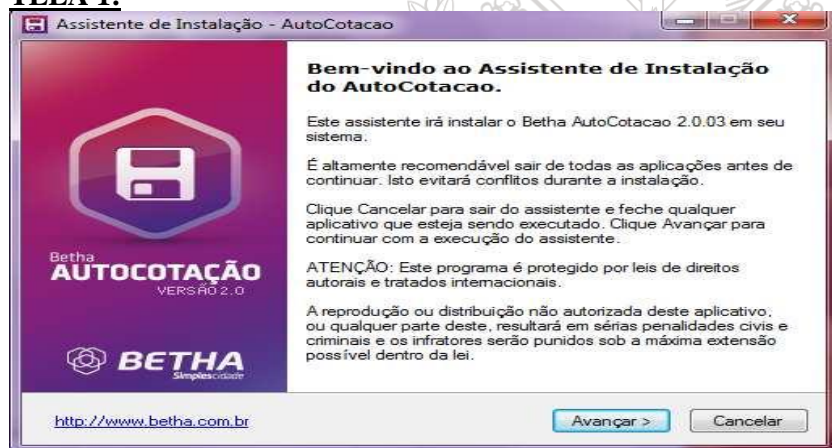 TELA 1:
Assistente de Instalação - AutoCotacao
Bem-vindo ao Assistente de Instalação
do AutoCotacao.
Este assistente irá instalar o Betha AutoCotacao 2.0.03 em seu
sistema.
É altamente recomendável sair de todas as aplicações antes de
continuar. Isto evitará conflitos durante a instalação.
Clique Cancelar para sair do assistente e feche qualquer
aplicativo que esteja sendo executado. Clique Avançar para
continuar com a execução do assistente.
ATENÇÃO: Este programa é protegido por leis de direitos
autorais e tratados internacionais.
A reprodução ou distribuição não autorizada deste aplicativo,
ou qualquer parte deste, resultará em sérias penalidades civis e
criminais e os infratores serão punidos sob a máxima extensão
possível dentro da lei.
Betha
AUTOCOTAÇÃO
VERSÃO 2.0
BETHA
Simplescidade
http://www.betha.com.br
Avançar >
Cancelar